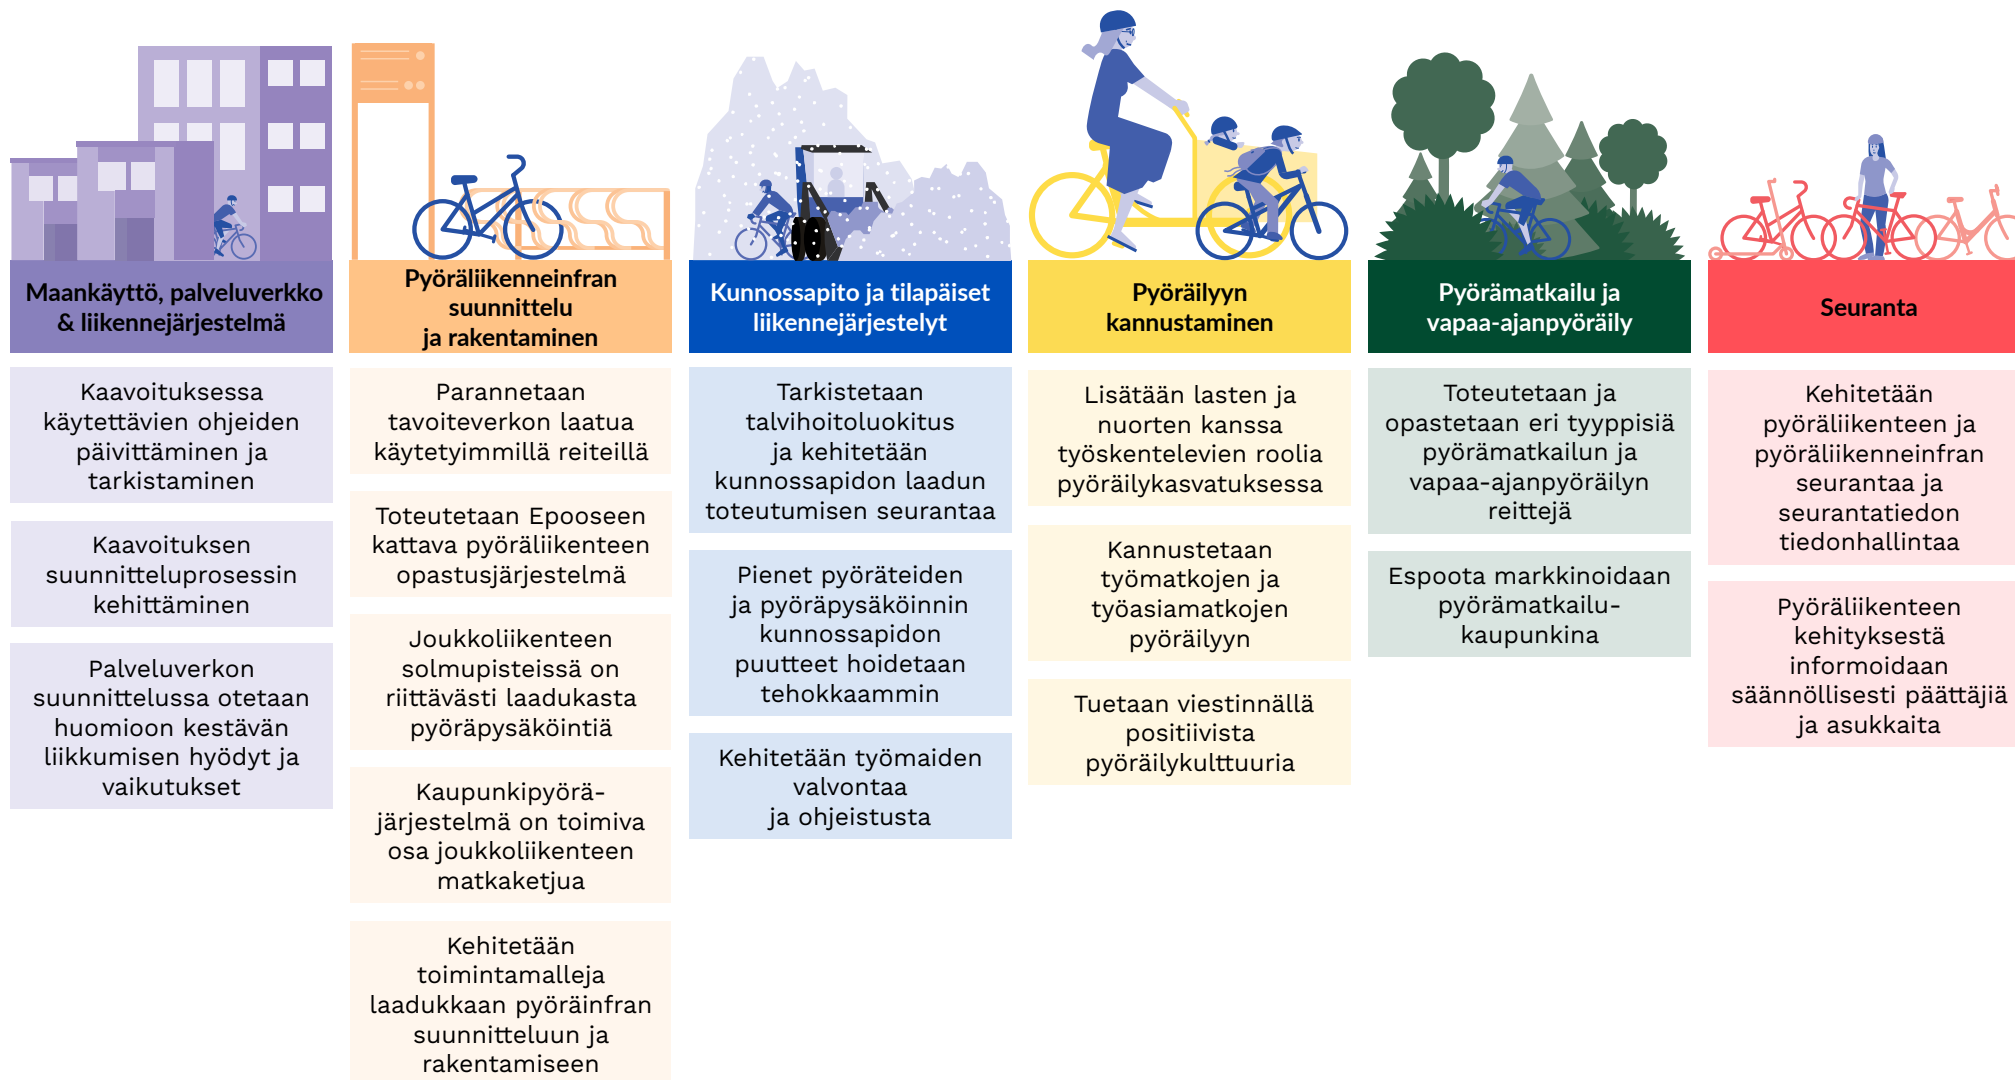 Maankäyttö, palveluverkko
& liikennejärjestelmä
Kaavoituksessa
käytettävien ohjeiden
päivittäminen ja
tarkistaminen
Kaavoituksen
suunnitteluprosessin
kehittäminen
Palveluverkon
suunnittelussa otetaan
huomioon kestävän
liikkumisen hyödyt ja
vaikutukset
Pyöräliikenneinfran
suunnittelu
ja rakentaminen
Parannetaan
tavoiteverkon laatua
käytetyimmillä reiteillä
Toteutetaan Epooseen
kattava pyöräliikenteen
opastusjärjestelmä
Joukkoliikenteen
solmupisteissä on
riittävästi laadukasta
pyöräpysäköintiä
Kaupunkipyörä-
järjestelmä on toimiva
osa joukkoliikenteen
matkaketjua
Kehitetään
toimintamalleja
laadukkaan pyöräinfran
suunnitteluun ja
rakentamiseen
Kunnossapito ja tilapäiset
liikennejärjestelyt
Tarkistetaan
talvihoitoluokitus
ja kehitetään
kunnossapidon laadun
toteutumisen seurantaa
Pienet pyöräteiden
ja pyöräpysäköinnin
kunnossapidon
puutteet hoidetaan
tehokkaammin
Kehitetään työmaiden
valvontaa
ja ohjeistusta
Pyöräilyyn
kannustaminen
Lisätään lasten ja
nuorten kanssa
työskentelevien roolia
pyöräilykasvatuksessa
Kannustetaan
työmatkojen ja
työasiamatkojen
pyöräilyyn
Tuetaan viestinnällä
positiivista
pyöräilykulttuuria
Pyörämatkailu ja
vapaa-ajanpyöräily
Toteutetaan ja
opastetaan eri tyyppisiä
pyörämatkailun ja
vapaa-ajanpyöräilyn
reittejä
Espoota markkinoidaan
pyörämatkailu-
kaupunkina
Seuranta
Kehitetään
pyöräliikenteen ja
pyöräliikenneinfran
seurantaa ja
seurantatiedon
tiedonhallintaa
Pyöräliikenteen
kehityksestä
informoidaan
säännöllisesti päättäjiä
ja asukkaita